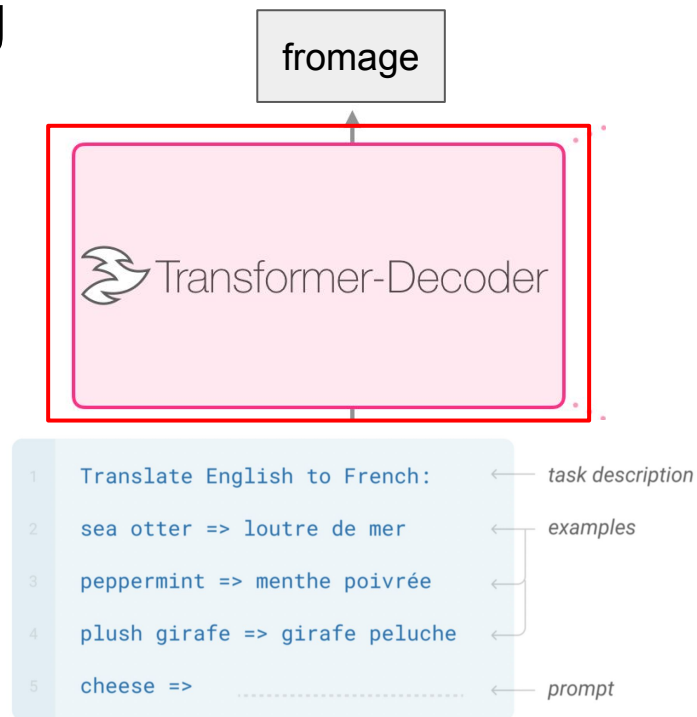 g
fromage
Transformer-Decoder
1 Translate English to French: task description
2 sea otter => loutre de mer examples
3 peppermint => menthe poivrée
4 plush girafe => girafe peluche
5 cheese => prompt